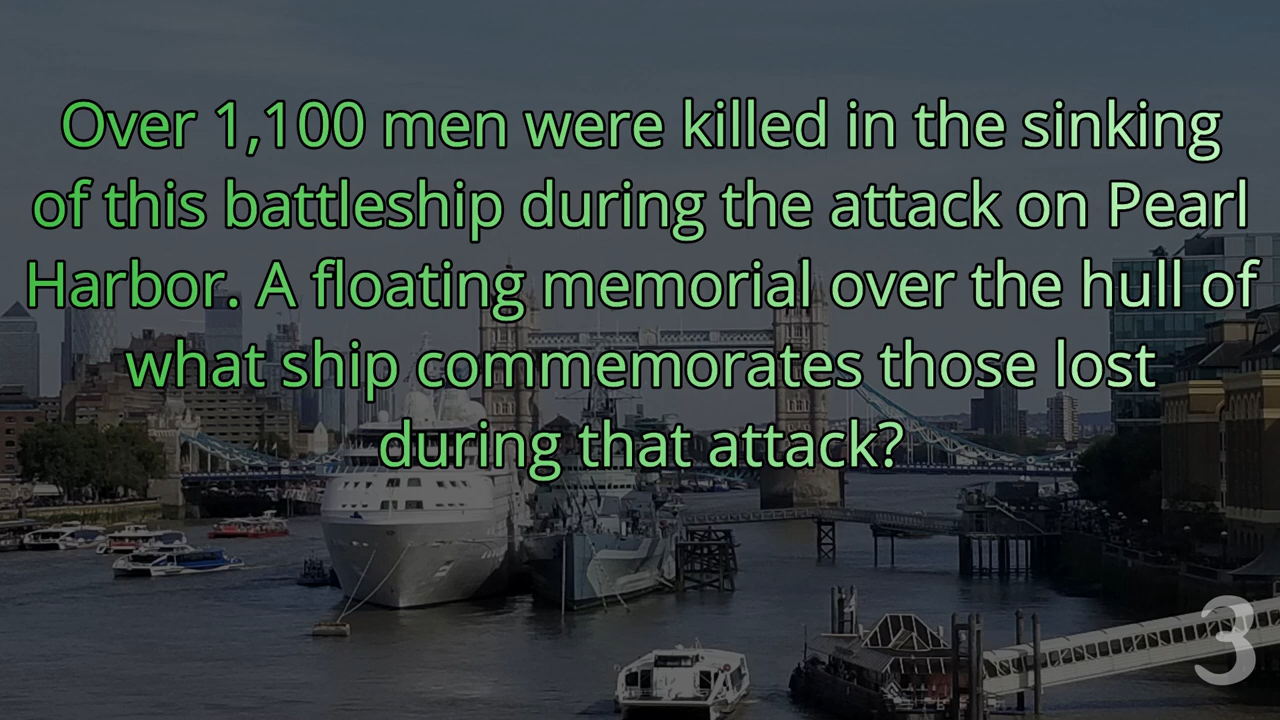 Over 1,100 men were killed in the sinking
of this battleship during the attack on Pearl
Harbor. A floating memorial over the hull of
what ship commemorates those lost
during that attack?
3